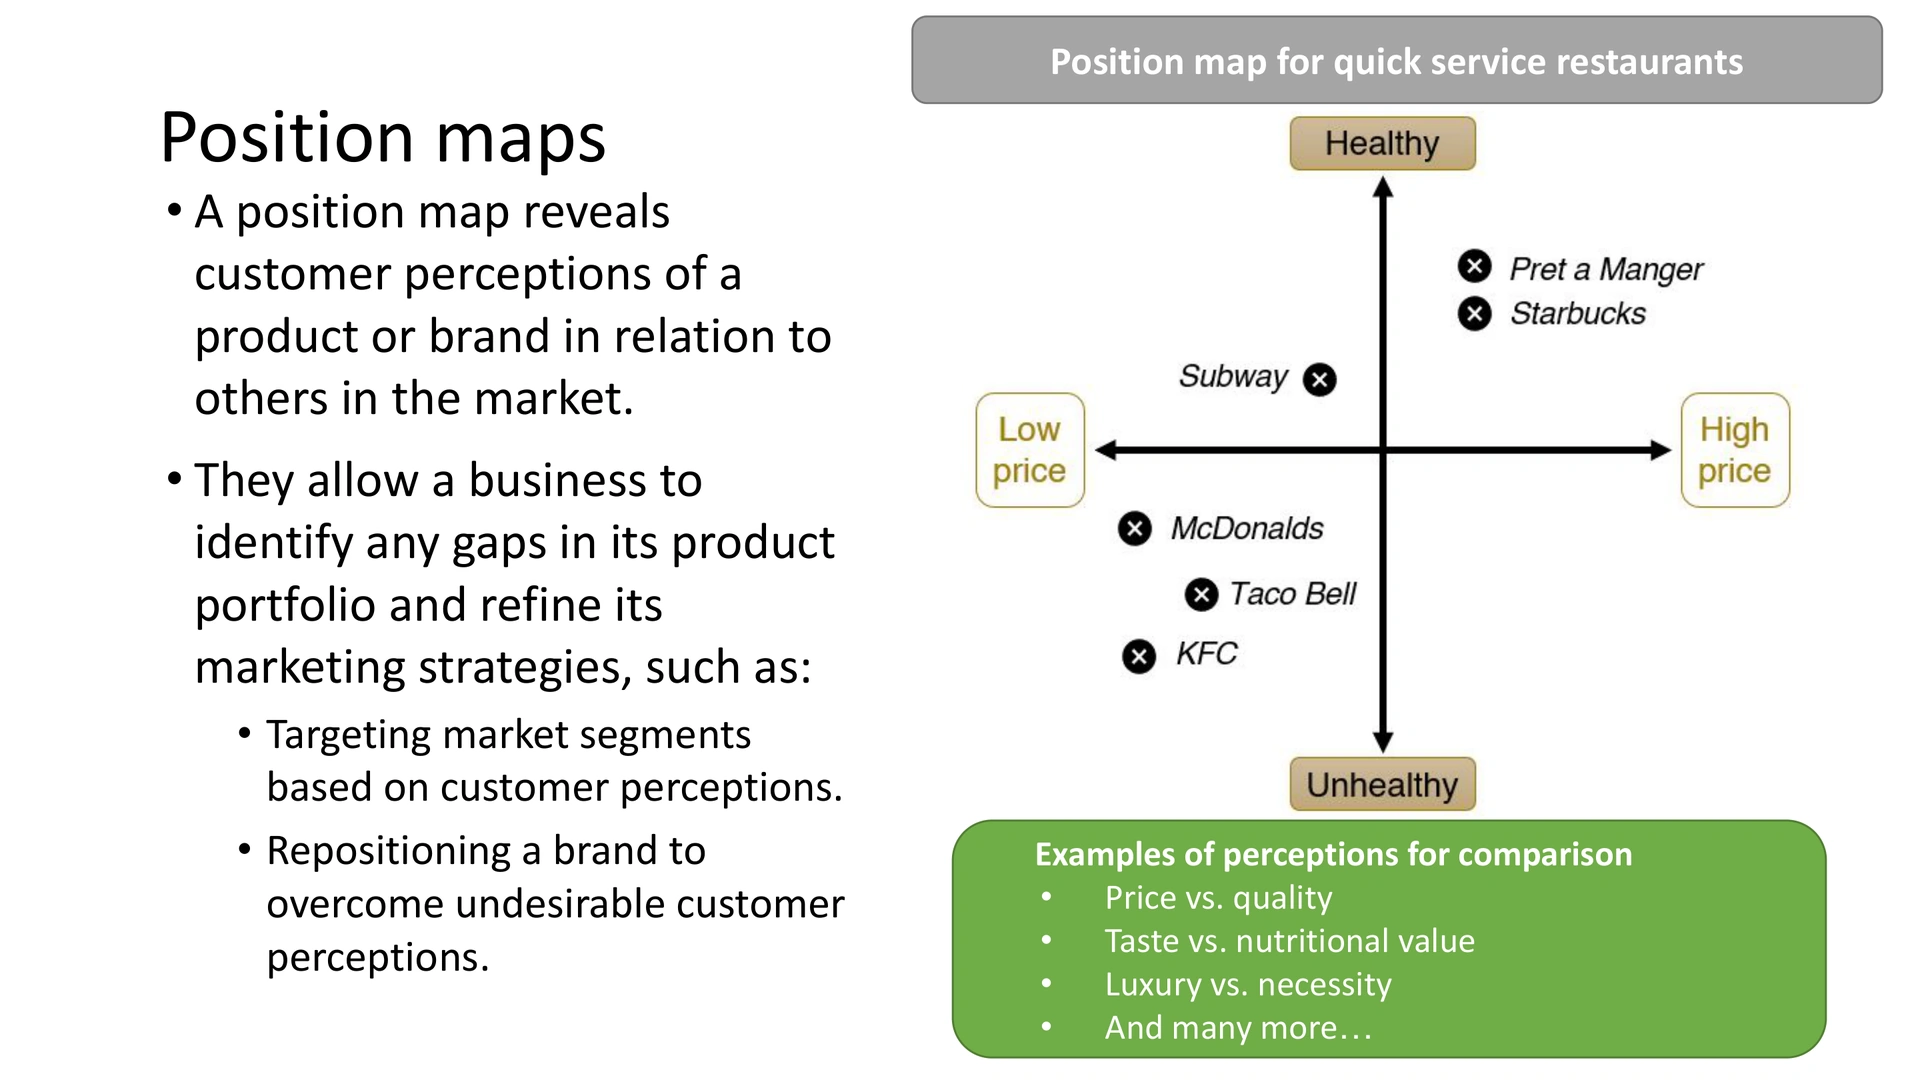 Position maps
• A position map reveals
customer perceptions of a
product or brand in relation to
others in the market.
• They allow a business to
identify any gaps in its product
portfolio and refine its
marketing strategies, such as:
• Targeting market segments
based on customer perceptions.
• Repositioning a brand to
overcome undesirable customer
perceptions.
Position map for quick service restaurants
Healthy
Pret a Manger
Starbucks
Subway
Low
price
High
price
McDonalds
Taco Bell
KFC
Unhealthy
Examples of perceptions for comparison
• Price vs. quality
• Taste vs. nutritional value
• Luxury vs. necessity
• And many more…